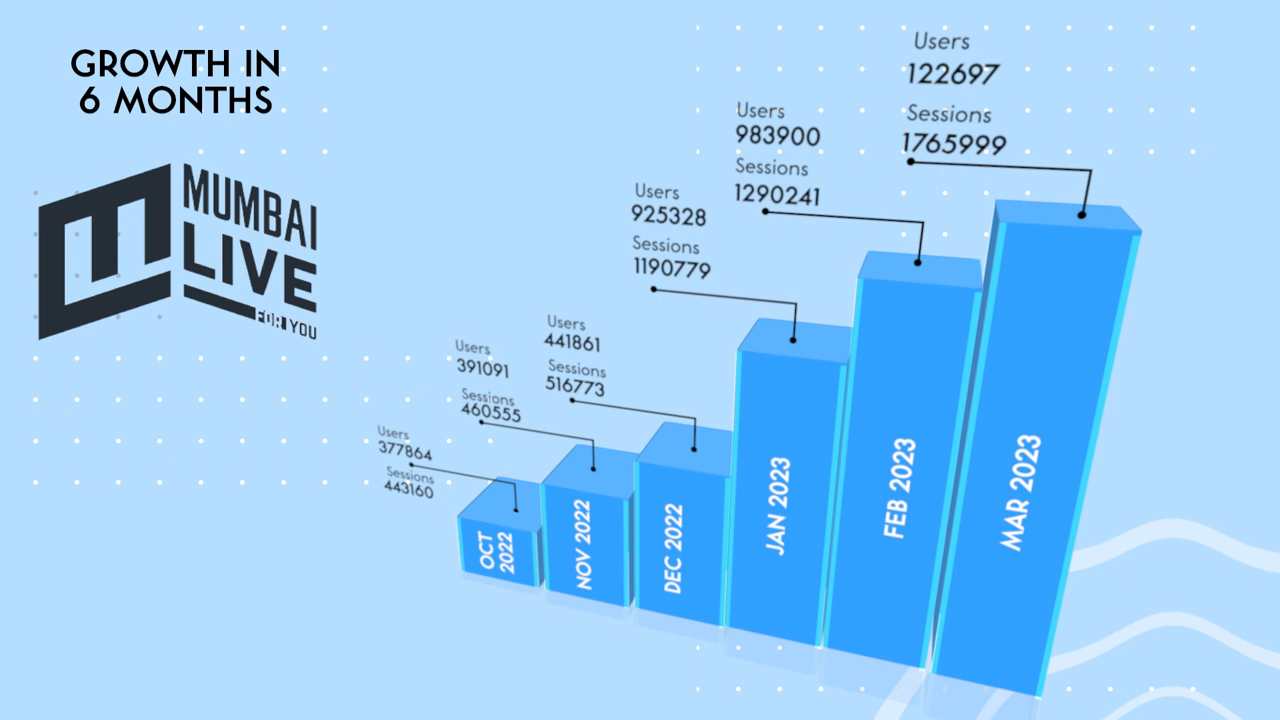 GROWTH IN
6 MONTHS
MUMBAI
LIVE
FOR YOU
Users
377864
Sessions
443160
OCT
2022
Users
391091
Sessions
460555
NOV 2022
Users
441861
Sessions
516773
DEC 2022
Users
925328
Sessions
1190779
JAN 2023
Users
983900
Sessions
1290241
FEB 2023
Users
122697
Sessions
1765999
MAR 2023